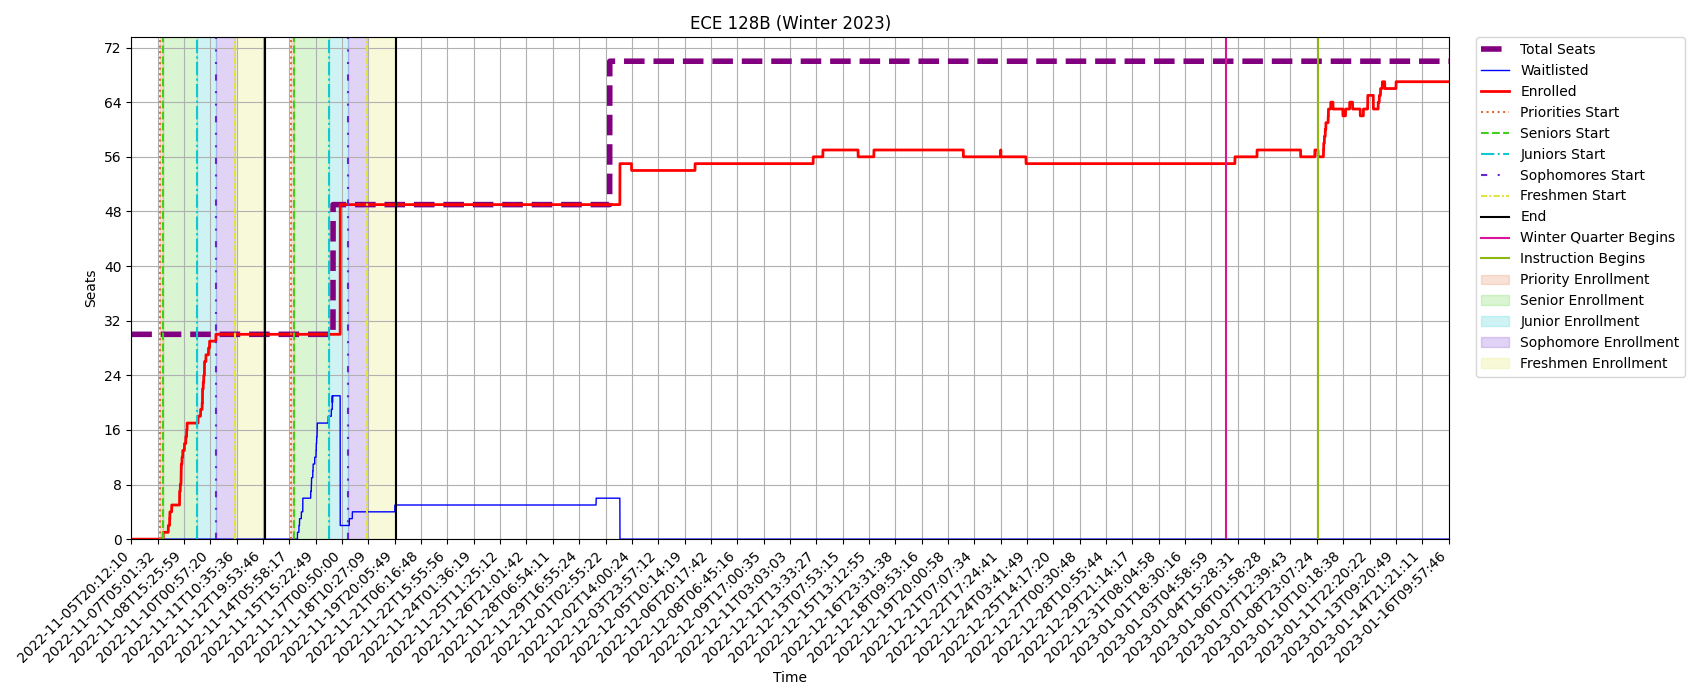 ECE 128B (Winter 2023)
Seats
72
64
56
48
40
32
24
16
8
0
2022-11-05T20:12:10
2022-11-07T05:01:32
2022-11-08T15:25:59
2022-11-10T00:57:20
2022-11-11T10:35:36
2022-11-12T19:53:46
2022-11-14T05:58:17
2022-11-15T15:22:49
2022-11-17T00:50:00
2022-11-18T10:27:09
2022-11-19T20:05:49
2022-11-21T06:16:48
2022-11-22T15:55:56
2022-11-24T01:36:19
2022-11-25T11:25:12
2022-11-26T21:01:42
2022-11-28T06:54:11
2022-11-29T16:55:24
2022-12-01T02:55:22
2022-12-02T14:00:24
2022-12-03T23:57:12
2022-12-05T10:14:19
2022-12-06T20:17:42
2022-12-08T06:45:16
2022-12-09T17:00:35
2022-12-11T03:03:03
2022-12-12T13:33:27
2022-12-13T07:53:15
2022-12-15T13:12:55
2022-12-16T23:31:38
2022-12-18T09:53:16
2022-12-19T20:00:58
2022-12-21T07:07:34
2022-12-22T17:24:41
2022-12-24T03:41:49
2022-12-25T14:17:20
2022-12-27T00:30:48
2022-12-28T10:55:44
2022-12-29T21:14:17
2022-12-31T08:04:58
2023-01-01T18:30:16
2023-01-03T04:58:59
2023-01-04T15:28:31
2023-01-06T01:58:28
2023-01-07T12:39:43
2023-01-08T23:07:24
2023-01-10T10:18:38
2023-01-11T22:20:22
2023-01-13T09:20:49
2023-01-14T21:21:11
2023-01-16T09:57:46
Time
Total Seats
Waitlisted
Enrolled
Priorities Start
Seniors Start
Juniors Start
Sophomores Start
Freshmen Start
End
Winter Quarter Begins
Instruction Begins
Priority Enrollment
Senior Enrollment
Junior Enrollment
Sophomore Enrollment
Freshmen Enrollment